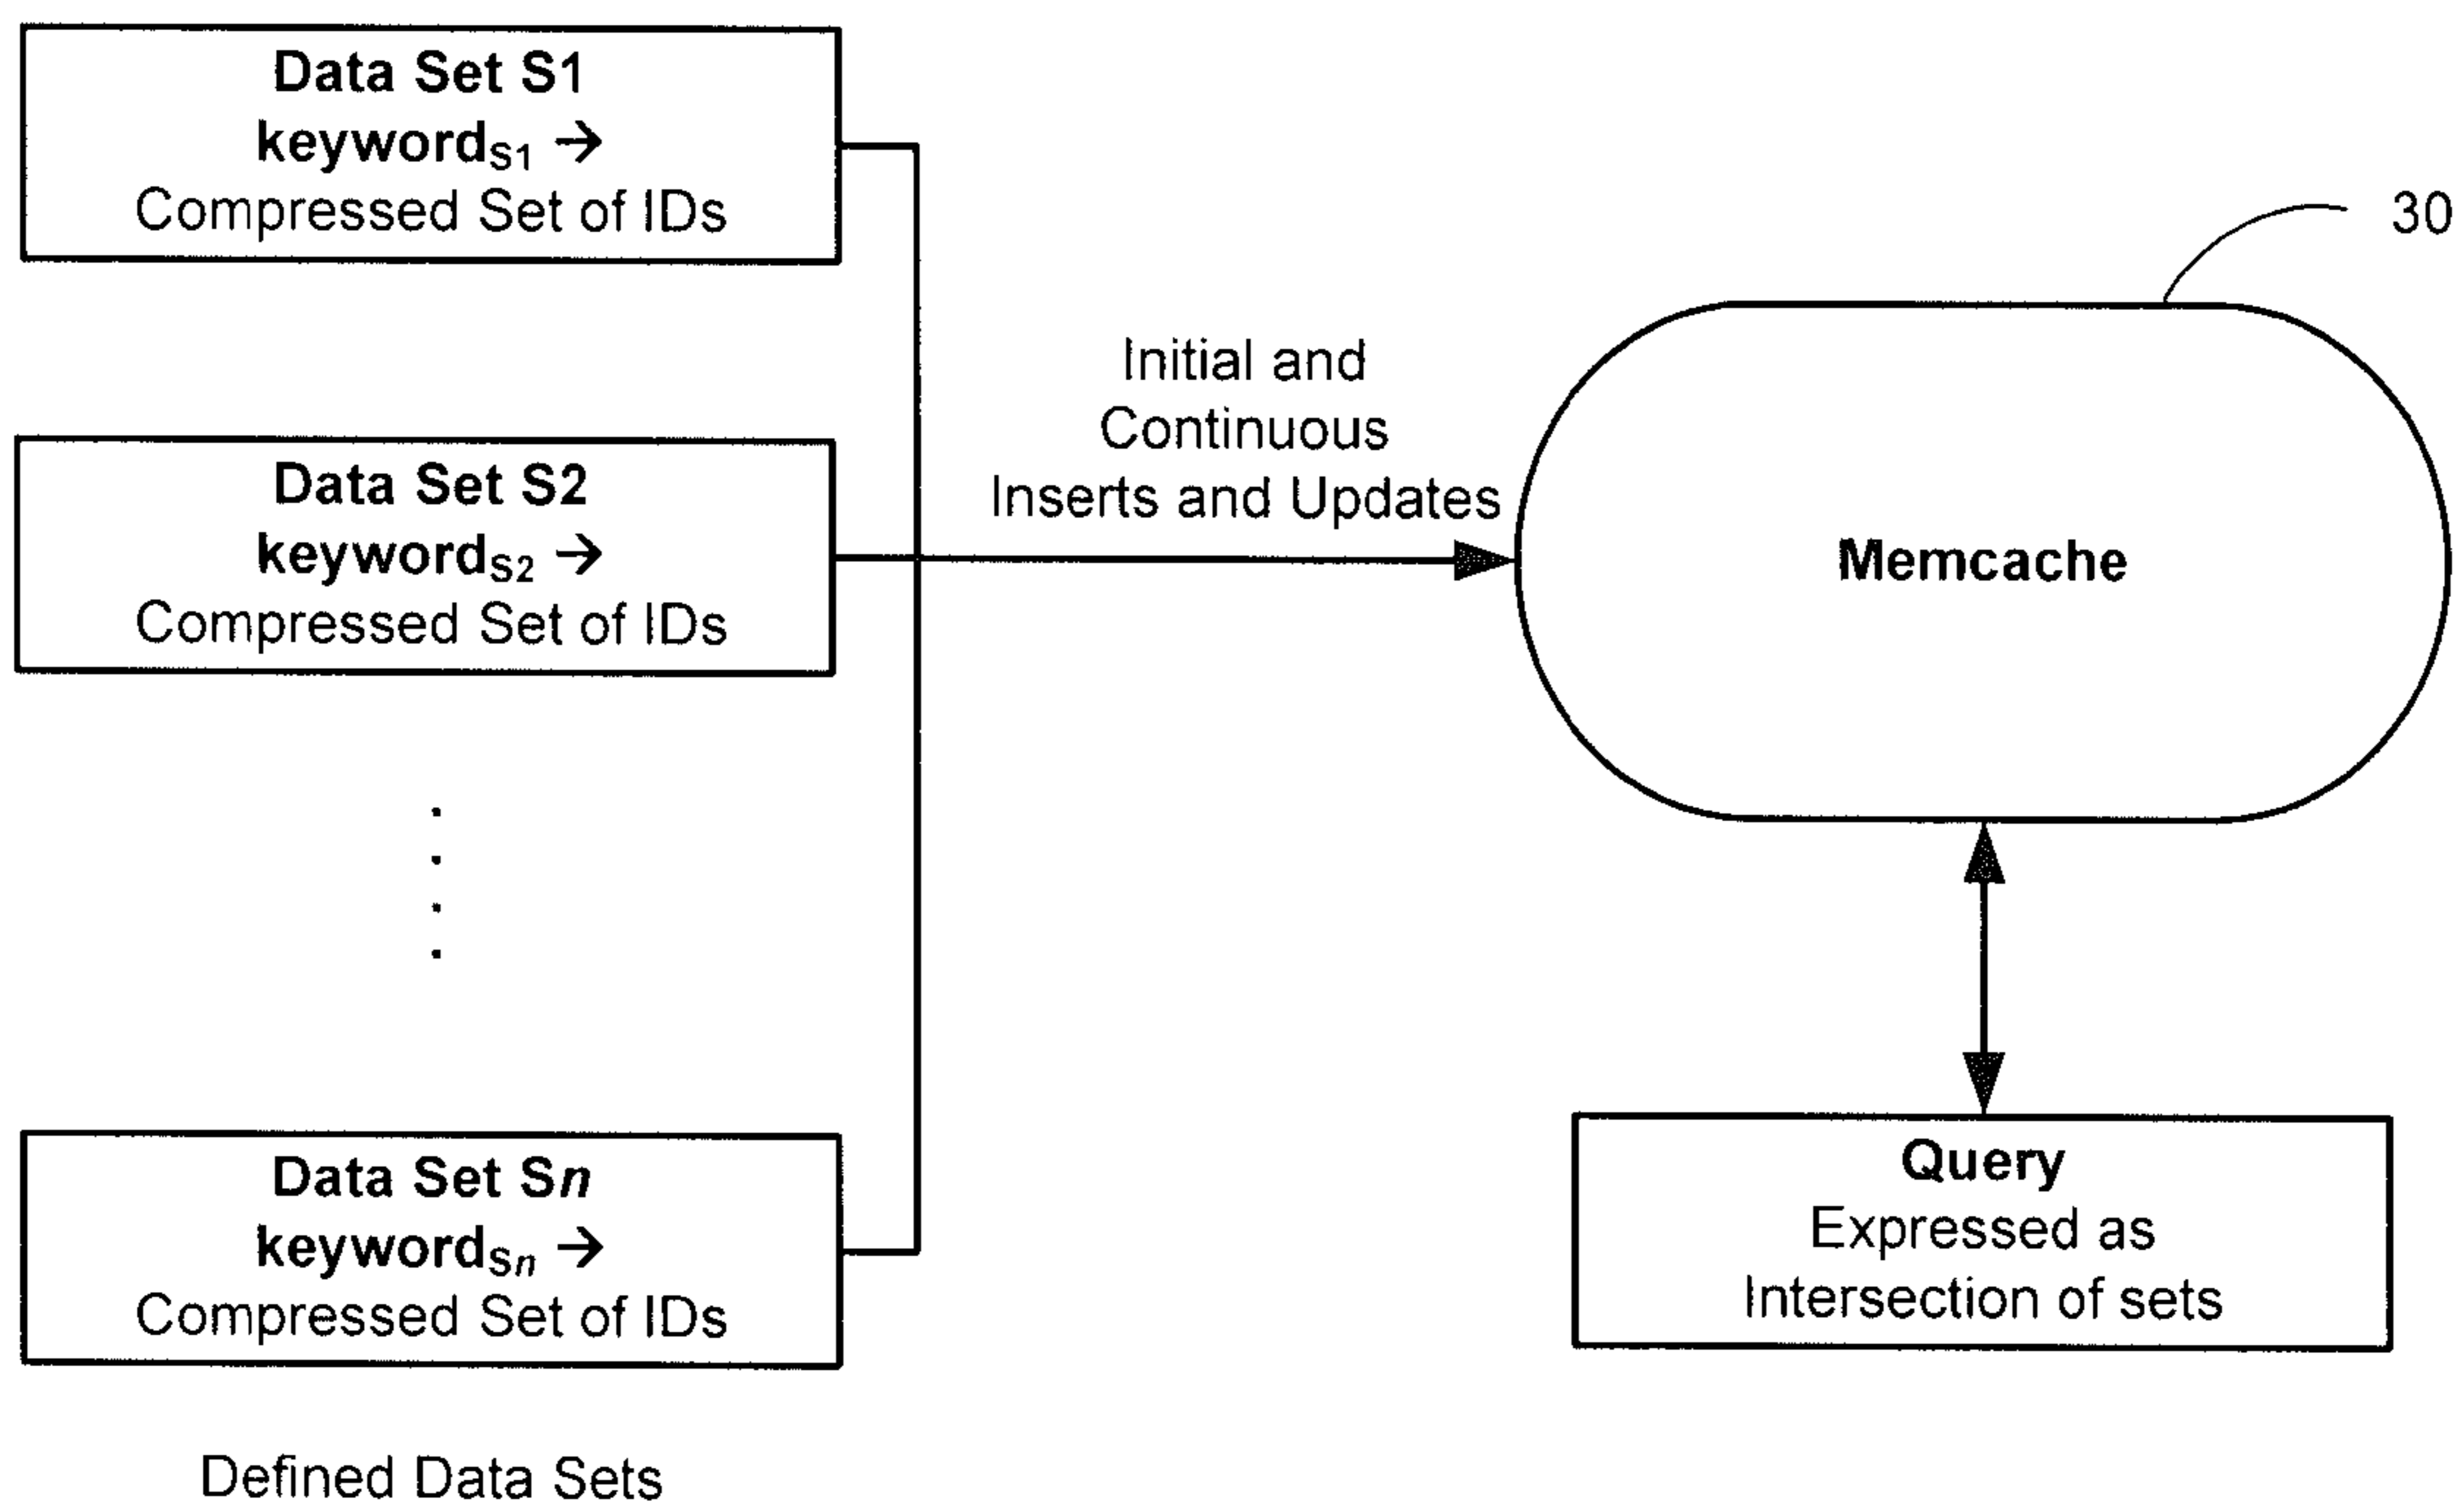 Data Set S1
keywordS1 →
Compressed Set of IDs
30
Initial and
Continuous
Inserts and Updates
Data Set S2
keywordS2 →
Compressed Set of IDs
Memcache
Data Set Sn
keywordSn →
Compressed Set of IDs
Query
Expressed as
Intersection of sets
Defined Data Sets